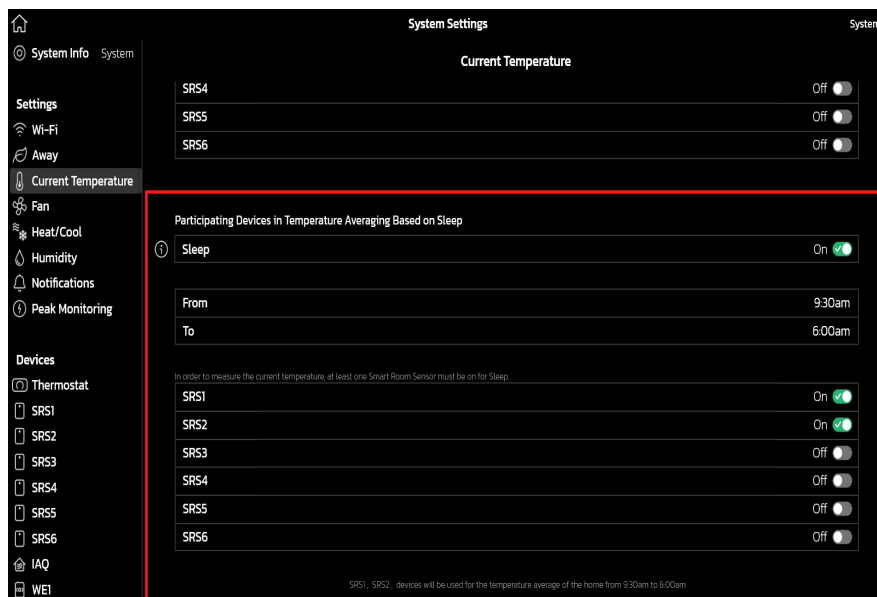 System Settings
System
System Info System
Current Temperature
SRS4 Off
SRS5 Off
SRS6 Off
Settings
Wi-Fi
Away
Current Temperature
Fan
Heat/Cool
Humidity
Notifications
Peak Monitoring
Participating Devices in Temperature Averaging Based on Sleep
Sleep On
From 9:30am
To 6:00am
Devices
Thermostat
SRS1
SRS2
SRS3
SRS4
SRS5
SRS6
IAQ
WE1
In order to measure the current temperature, at least one Smart Room Sensor must be on for Sleep.
SRS1 On
SRS2 On
SRS3 Off
SRS4 Off
SRS5 Off
SRS6 Off
SRS1, SRS2, devices will be used for the temperature average of the home from 9:30am to 6:00am